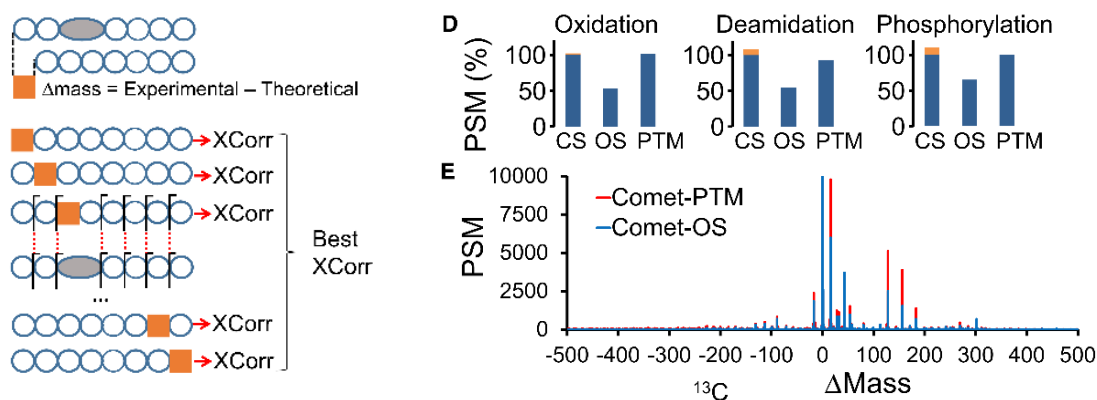 Δmass = Experimental – Theoretical
XCorr
XCorr
XCorr
Best
XCorr
...
XCorr
XCorr
D
Oxidation
Deamidation
Phosphorylation
PSM (%)
100
50
0
CS OS PTM
100
50
0
CS OS PTM
100
50
0
CS OS PTM
E
PSM
10000
7500
5000
2500
0
Comet-PTM
Comet-OS
-500 -300 -100 0 100 200 300 400 500
¹³C
ΔMass